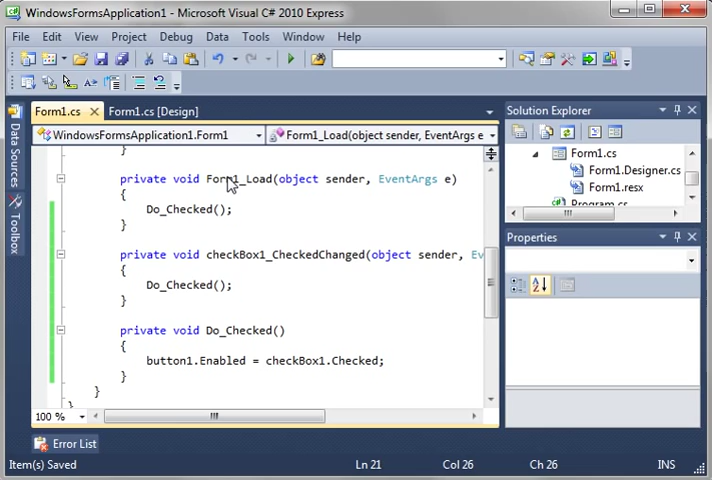 WindowsFormsApplication1 - Microsoft Visual C# 2010 Express
File Edit View Project Debug Data Tools Window Help
Form1.cs Form1.cs [Design]
WindowsFormsApplication1.Form1 Form1_Load(object sender, EventArgs e
}
private void Form1_Load(object sender, EventArgs e)
{
Do_Checked();
}
private void checkBox1_CheckedChanged(object sender, Ev
{
Do_Checked();
}
private void Do_Checked()
{
button1.Enabled = checkBox1.Checked;
}
}
}
100 %
Data Sources
Toolbox
Solution Explorer
Form1.cs
Form1.Designer.cs
Form1.resx
Program.cs
Properties
Error List
Item(s) Saved Ln 21 Col 26 Ch 26 INS